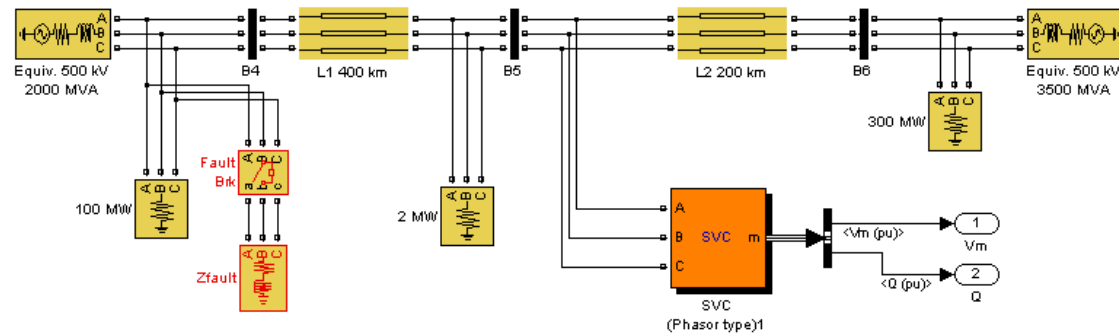 A
B
C
Equiv. 500 kV
2000 MVA
B4
L1 400 km
B5
L2 200 km
B6
A
B
C
Equiv. 500 kV
3500 MVA
A B C
100 MW
A B C
a b c
Fault
Brk
A B C
Zfault
A B C
2 MW
A B C
300 MW
A
B
C
SVC
m
SVC
(Phasor type)1
<Vm (pu)>
1
Vm
<Q (pu)>
2
Q